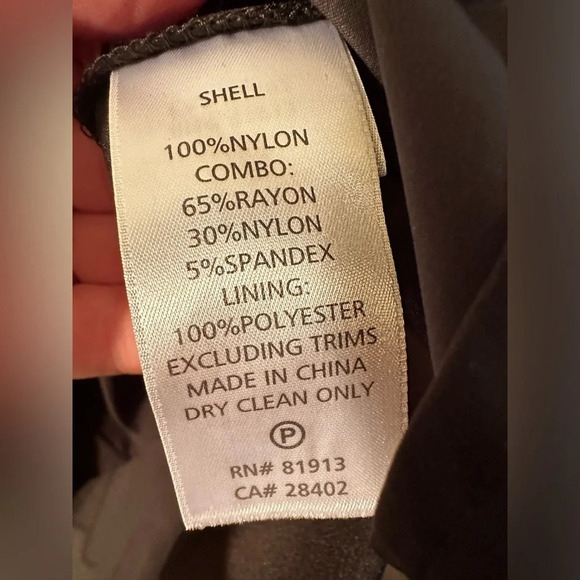 SHELL
100%NYLON
COMBO:
65%RAYON
30%NYLON
5%SPANDEX
LINING:
100%POLYESTER
EXCLUDING TRIMS
MADE IN CHINA
DRY CLEAN ONLY
P
RN# 81913
CA# 28402